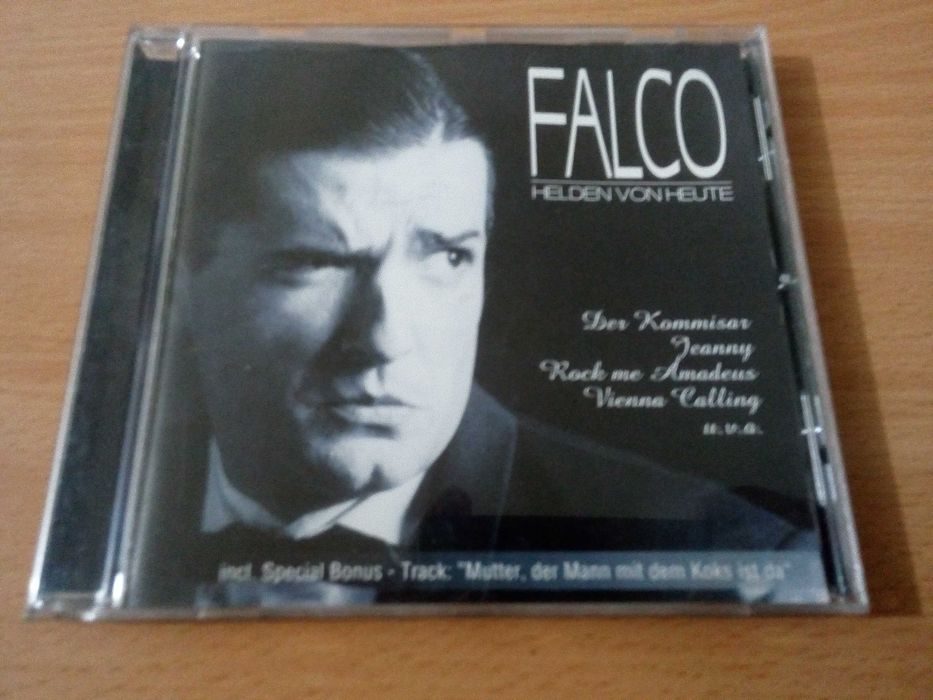 FALCO
HELDEN VON HEUTE
Der Kommisar
Jeanny
Rock me Amadeus
Vienna Calling
u.v.a.
incl. Special Bonus - Track: "Mutter, der Mann mit dem Koks ist da"